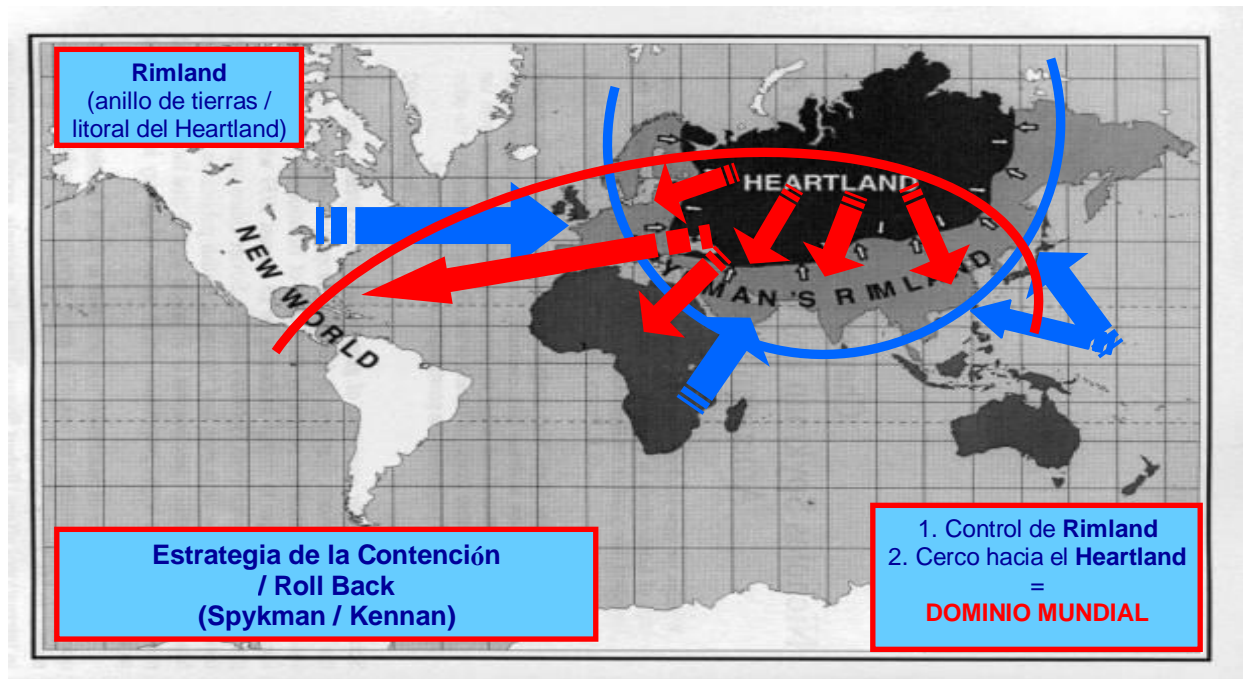 Rimland
(anillo de tierras /
litoral del Heartland)
HEARTLAND
NEW WORLD
YKMAN'S RIMLAND
Estrategia de la Contención
/ Roll Back
(Spykman / Kennan)
1. Control de Rimland
2. Cerco hacia el Heartland
=
DOMINIO MUNDIAL